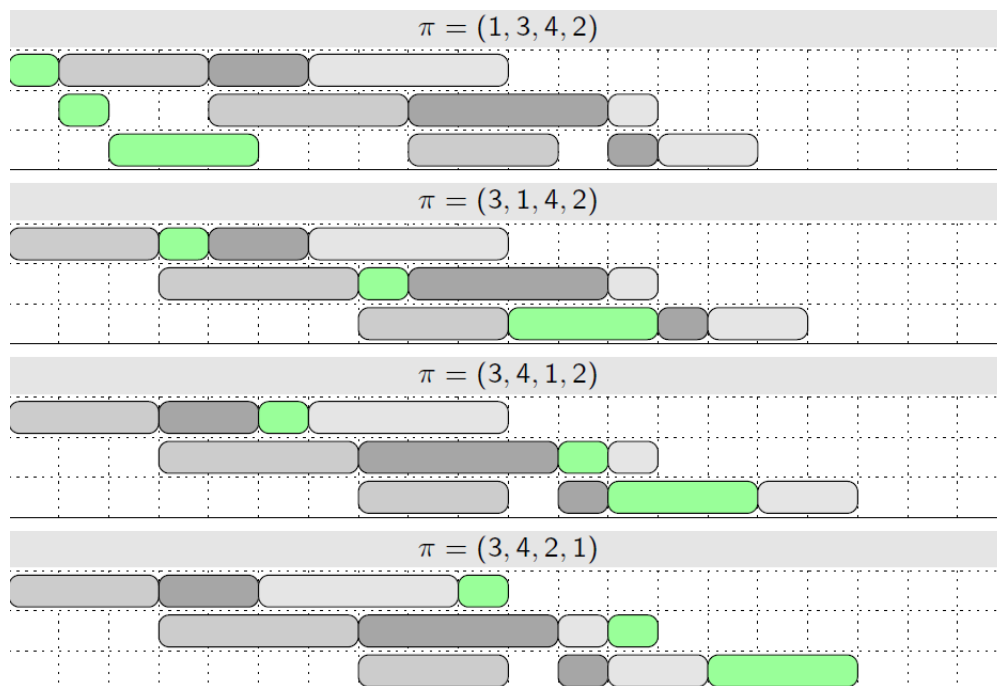 π = (1, 3, 4, 2)
π = (3, 1, 4, 2)
π = (3, 4, 1, 2)
π = (3, 4, 2, 1)